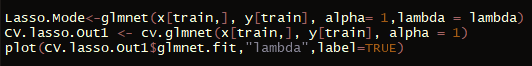 Lasso.Mode<-glmnet(x[train,], y[train], alpha= 1,lambda = lambda)
CV.lasso.Out1 <- cv.glmnet(x[train,], y[train], alpha = 1)
plot(CV.lasso.Out1$glmnet.fit,"lambda",label=TRUE)